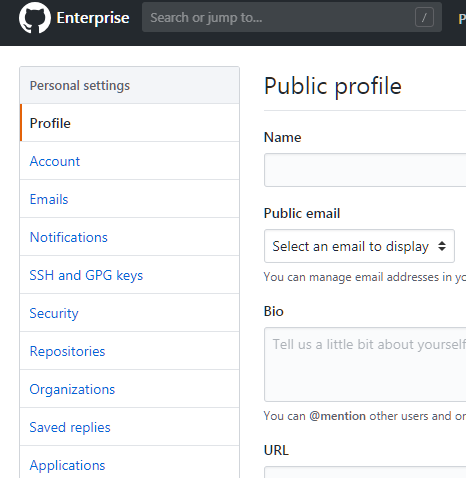 Enterprise
Search or jump to...
/
P
Personal settings
Profile
Account
Emails
Notifications
SSH and GPG keys
Security
Repositories
Organizations
Saved replies
Applications
Public profile
Name
Public email
Select an email to display
You can manage email addresses in yo
Bio
Tell us a little bit about yourself
You can @mention other users and or
URL